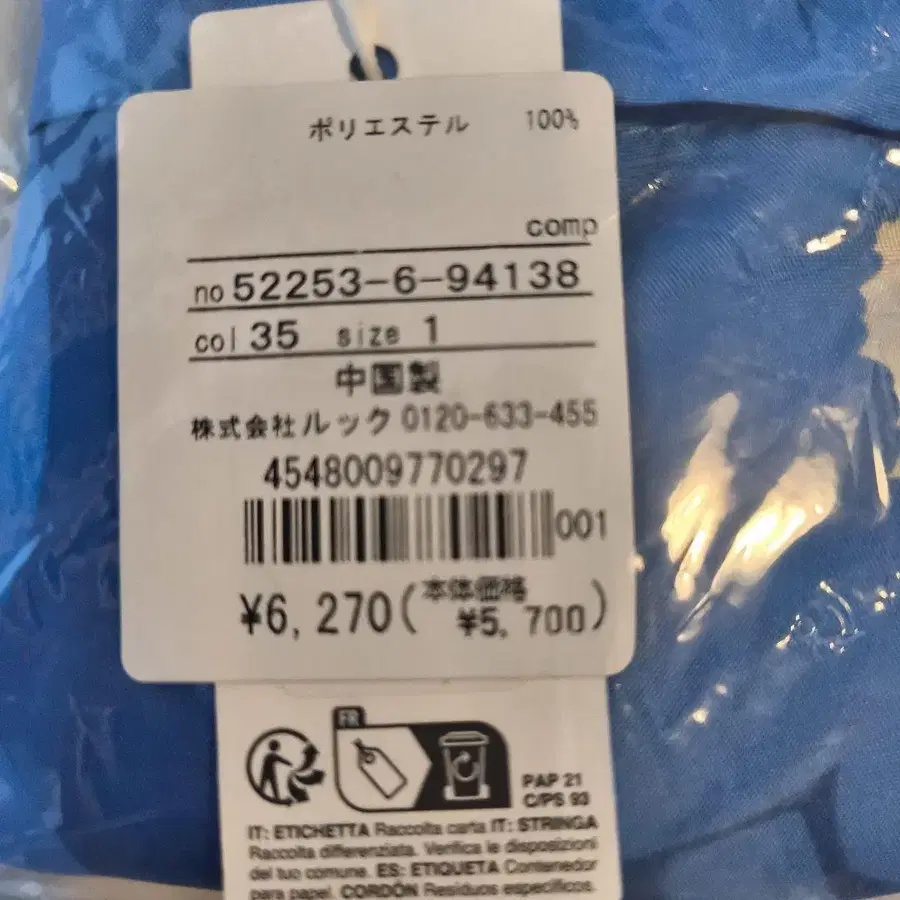 ポリエステル 100%
comp
no 52253-6-94138
col 35 size 1
中国製
株式会社ルック 0120-633-455
4548009770297
001
¥6,270(本体価格 ¥5,700)
FR
PAP 21
C/PS 93
IT: ETICHETTA Raccolta carta IT: STRINGA
Raccolta differenziata. Verifica le disposizioni
del tuo comune. ES: ETIQUETA Contenedor
para papel. CORDÓN Residuos específicos.